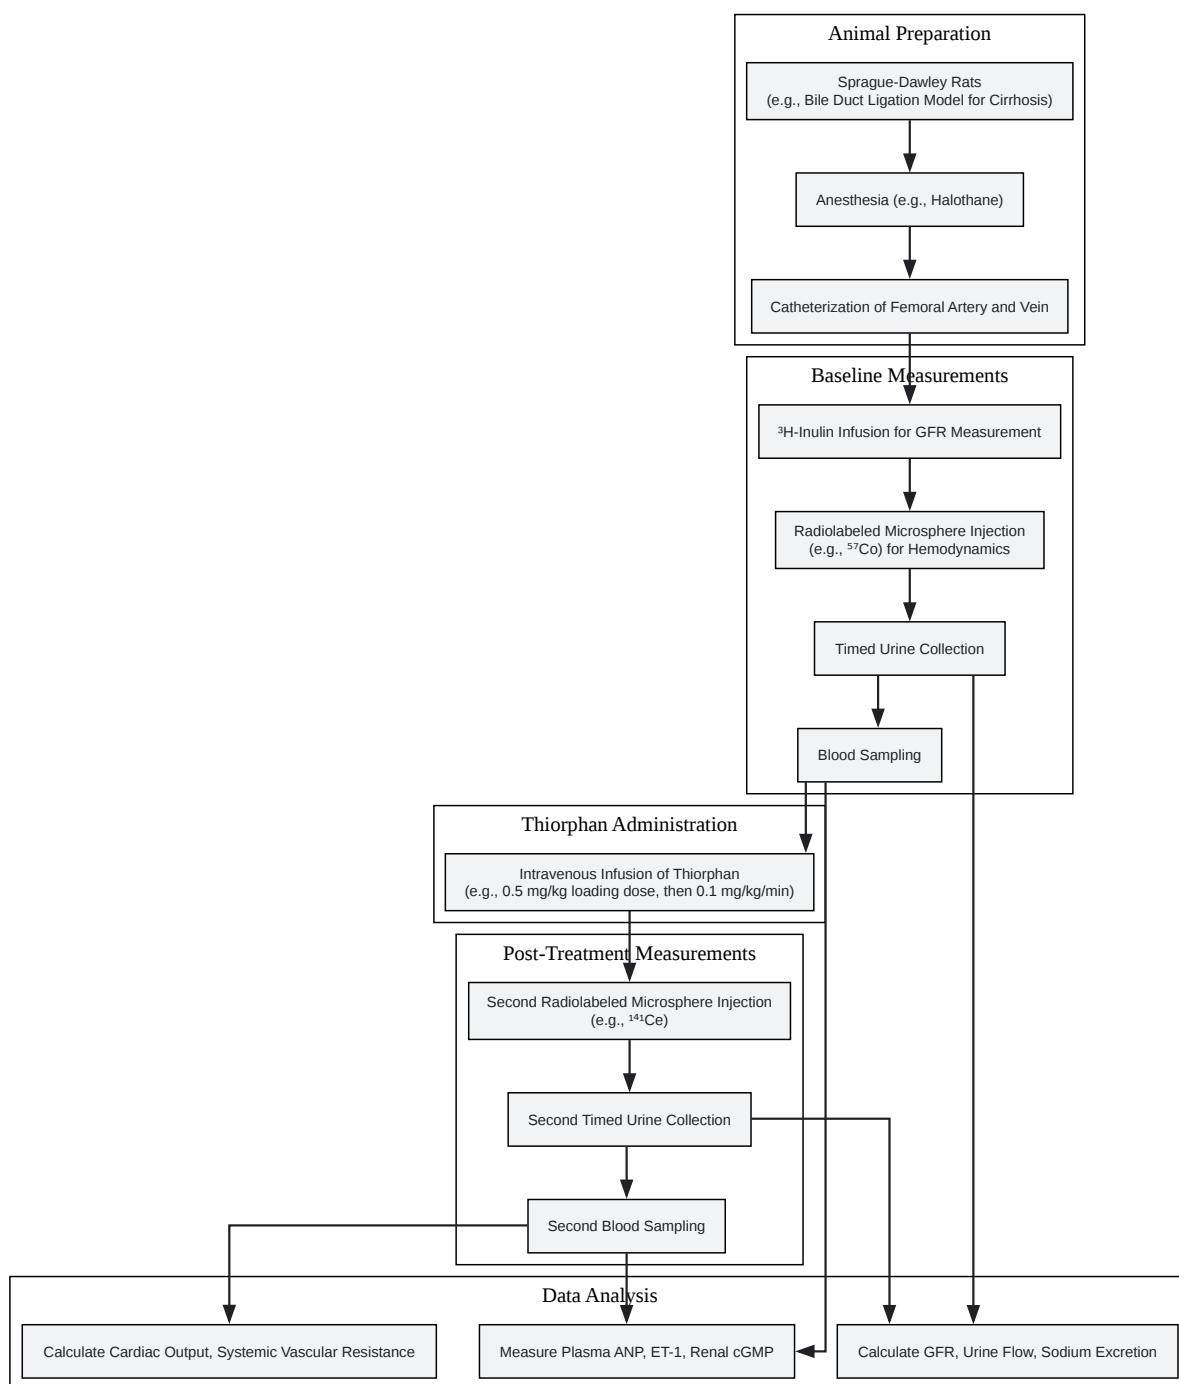 Animal Preparation
Sprague-Dawley Rats
(e.g., Bile Duct Ligation Model for Cirrhosis)
Anesthesia (e.g., Halothane)
Catheterization of Femoral Artery and Vein
Baseline Measurements
³H-Inulin Infusion for GFR Measurement
Radiolabeled Microsphere Injection
(e.g., ⁵⁷Co) for Hemodynamics
Timed Urine Collection
Blood Sampling
Thiorphan Administration
Intravenous Infusion of Thiorphan
(e.g., 0.5 mg/kg loading dose, then 0.1 mg/kg/min)
Post-Treatment Measurements
Second Radiolabeled Microsphere Injection
(e.g., ¹⁴¹Ce)
Second Timed Urine Collection
Second Blood Sampling
Data Analysis
Calculate Cardiac Output, Systemic Vascular Resistance
Measure Plasma ANP, ET-1, Renal cGMP
Calculate GFR, Urine Flow, Sodium Excretion